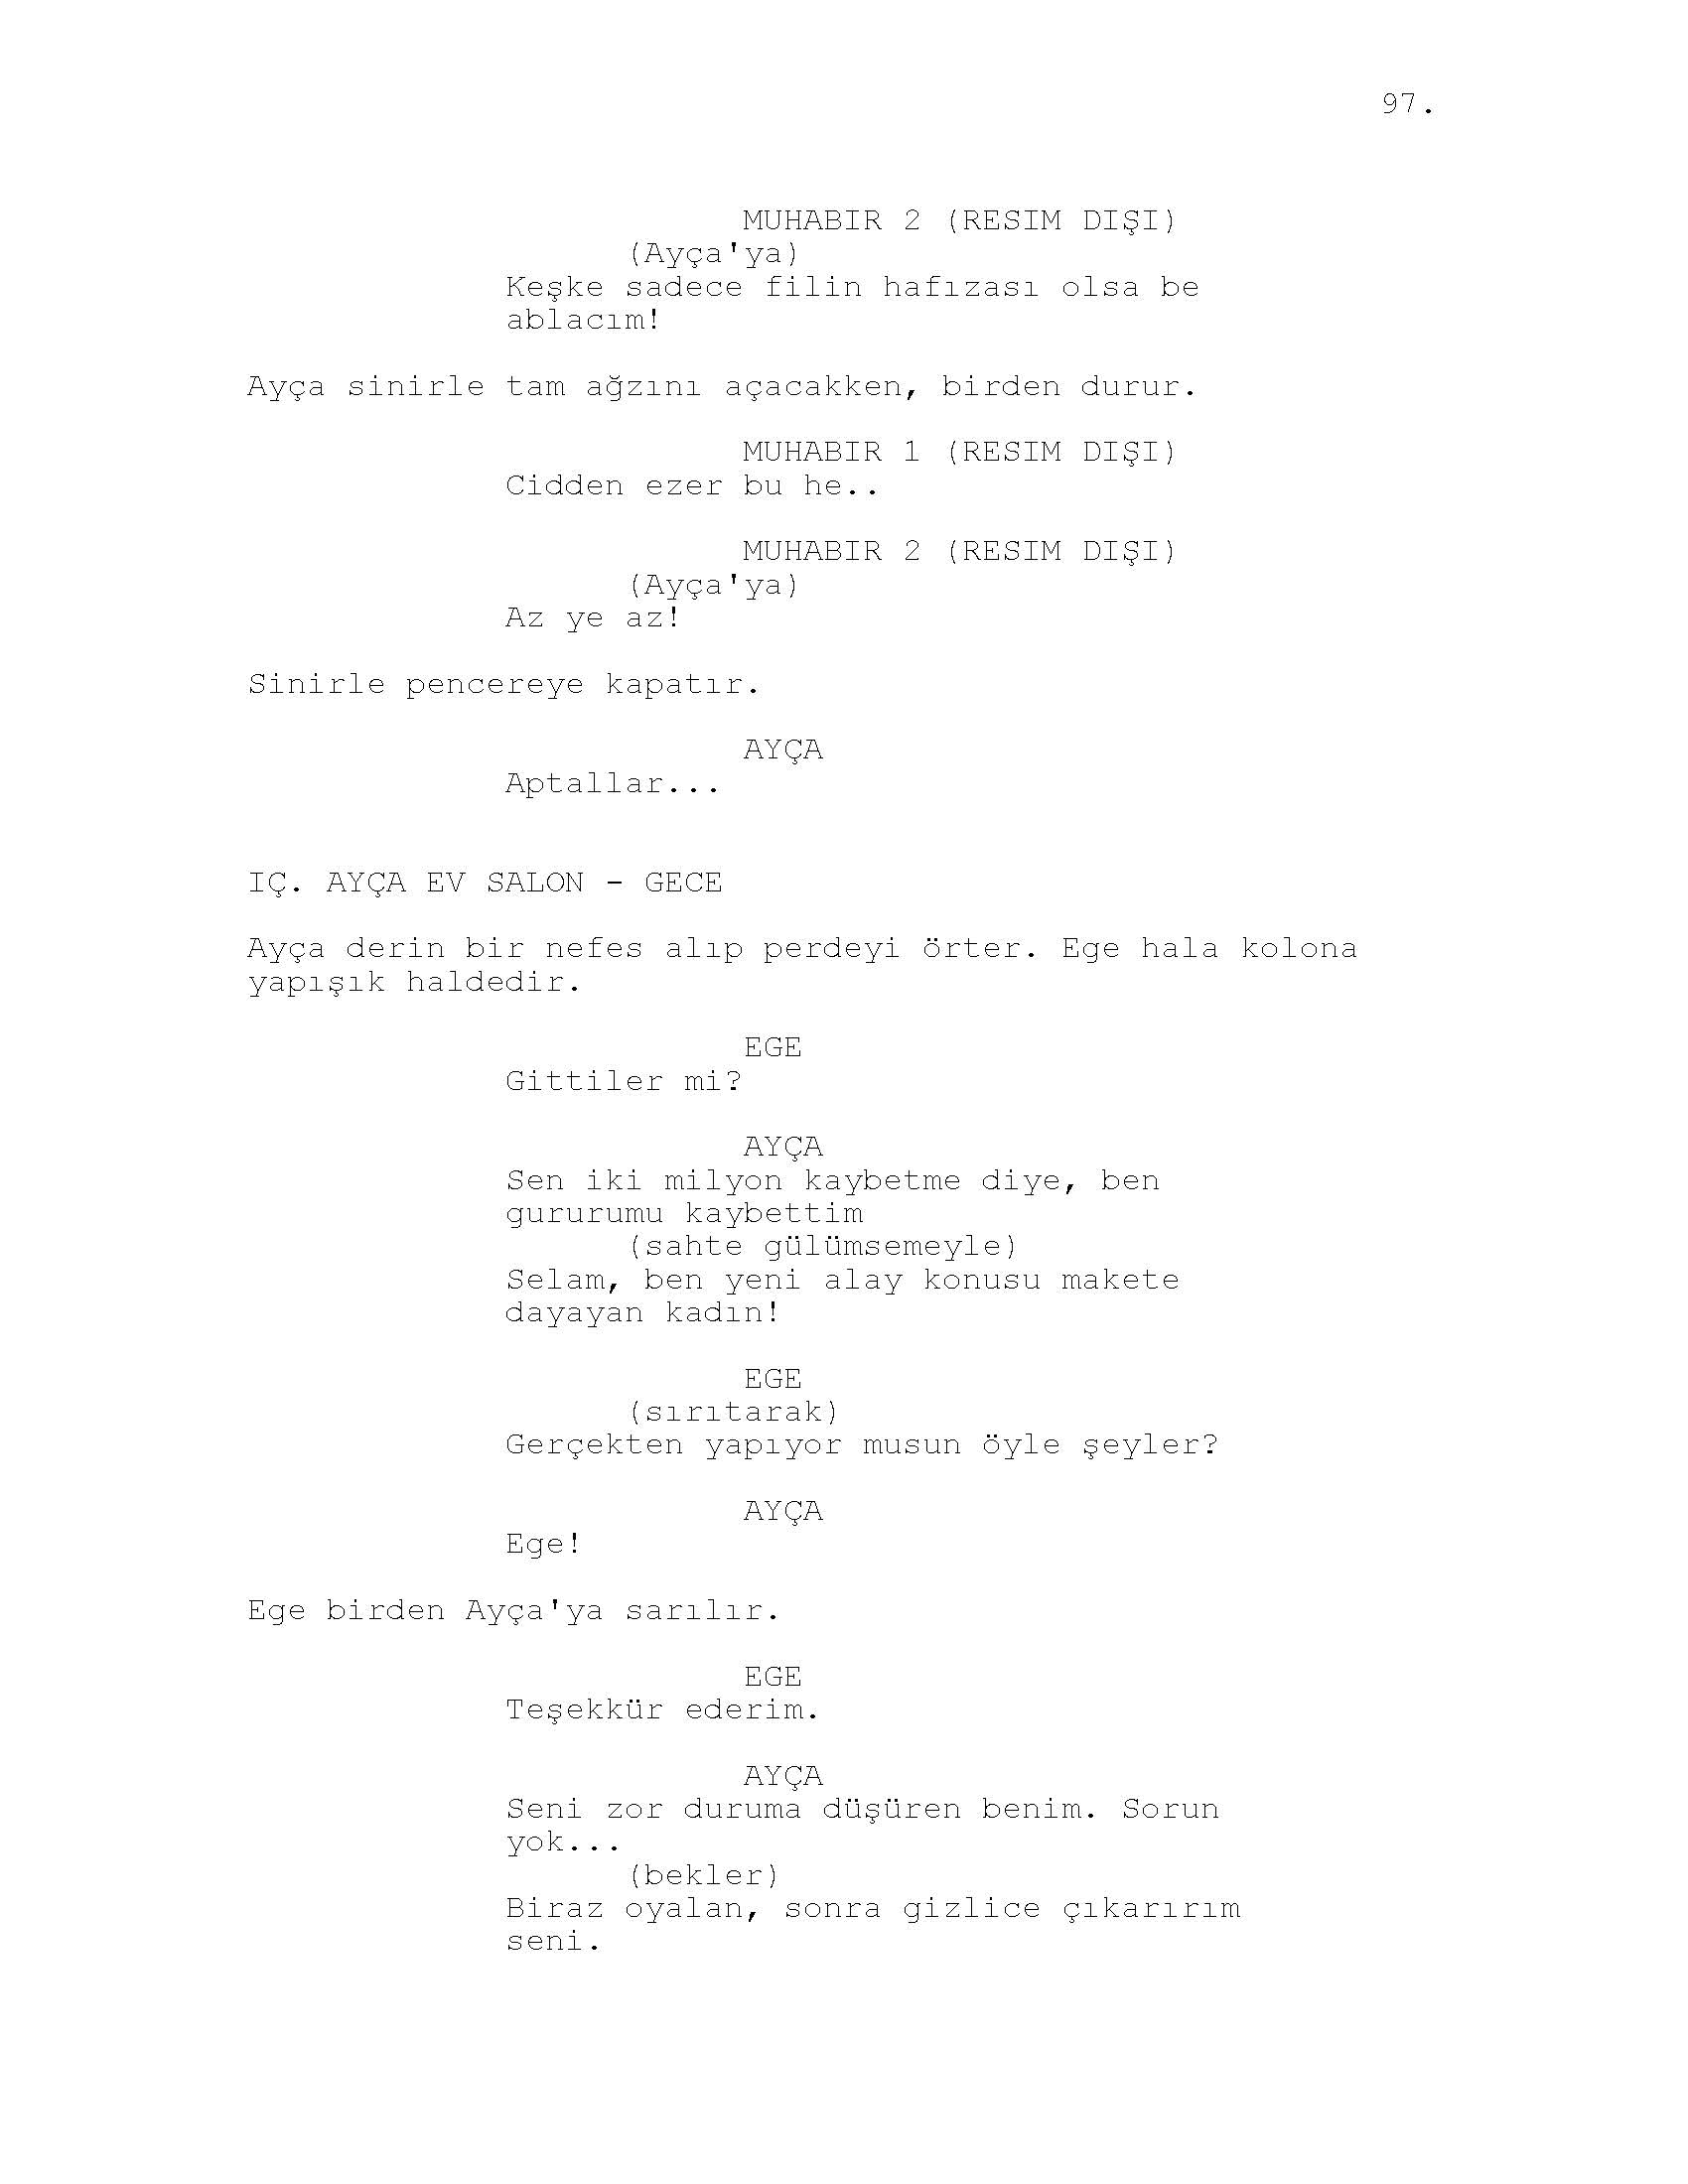 97.
MUHABIR 2 (RESIM DIŞI)
(Ayça'ya)
Keşke sadece filin hafızası olsa be
ablacım!
Ayça sinirle tam ağzını açacakken, birden durur.
MUHABIR 1 (RESIM DIŞI)
Cidden ezer bu he..
MUHABIR 2 (RESIM DIŞI)
(Ayça'ya)
Az ye az!
Sinirle pencereye kapatır.
AYÇA
Aptallar...
IÇ. AYÇA EV SALON - GECE
Ayça derin bir nefes alıp perdeyi örter. Ege hala kolona
yapışık haldedir.
EGE
Gittiler mi?
AYÇA
Sen iki milyon kaybetme diye, ben
gururumu kaybettim
(sahte gülümsemeyle)
Selam, ben yeni alay konusu makete
dayayan kadın!
EGE
(sırıtarak)
Gerçekten yapıyor musun öyle şeyler?
AYÇA
Ege!
Ege birden Ayça'ya sarılır.
EGE
Teşekkür ederim.
AYÇA
Seni zor duruma düşüren benim. Sorun
yok...
(bekler)
Biraz oyalan, sonra gizlice çıkarırım
seni.